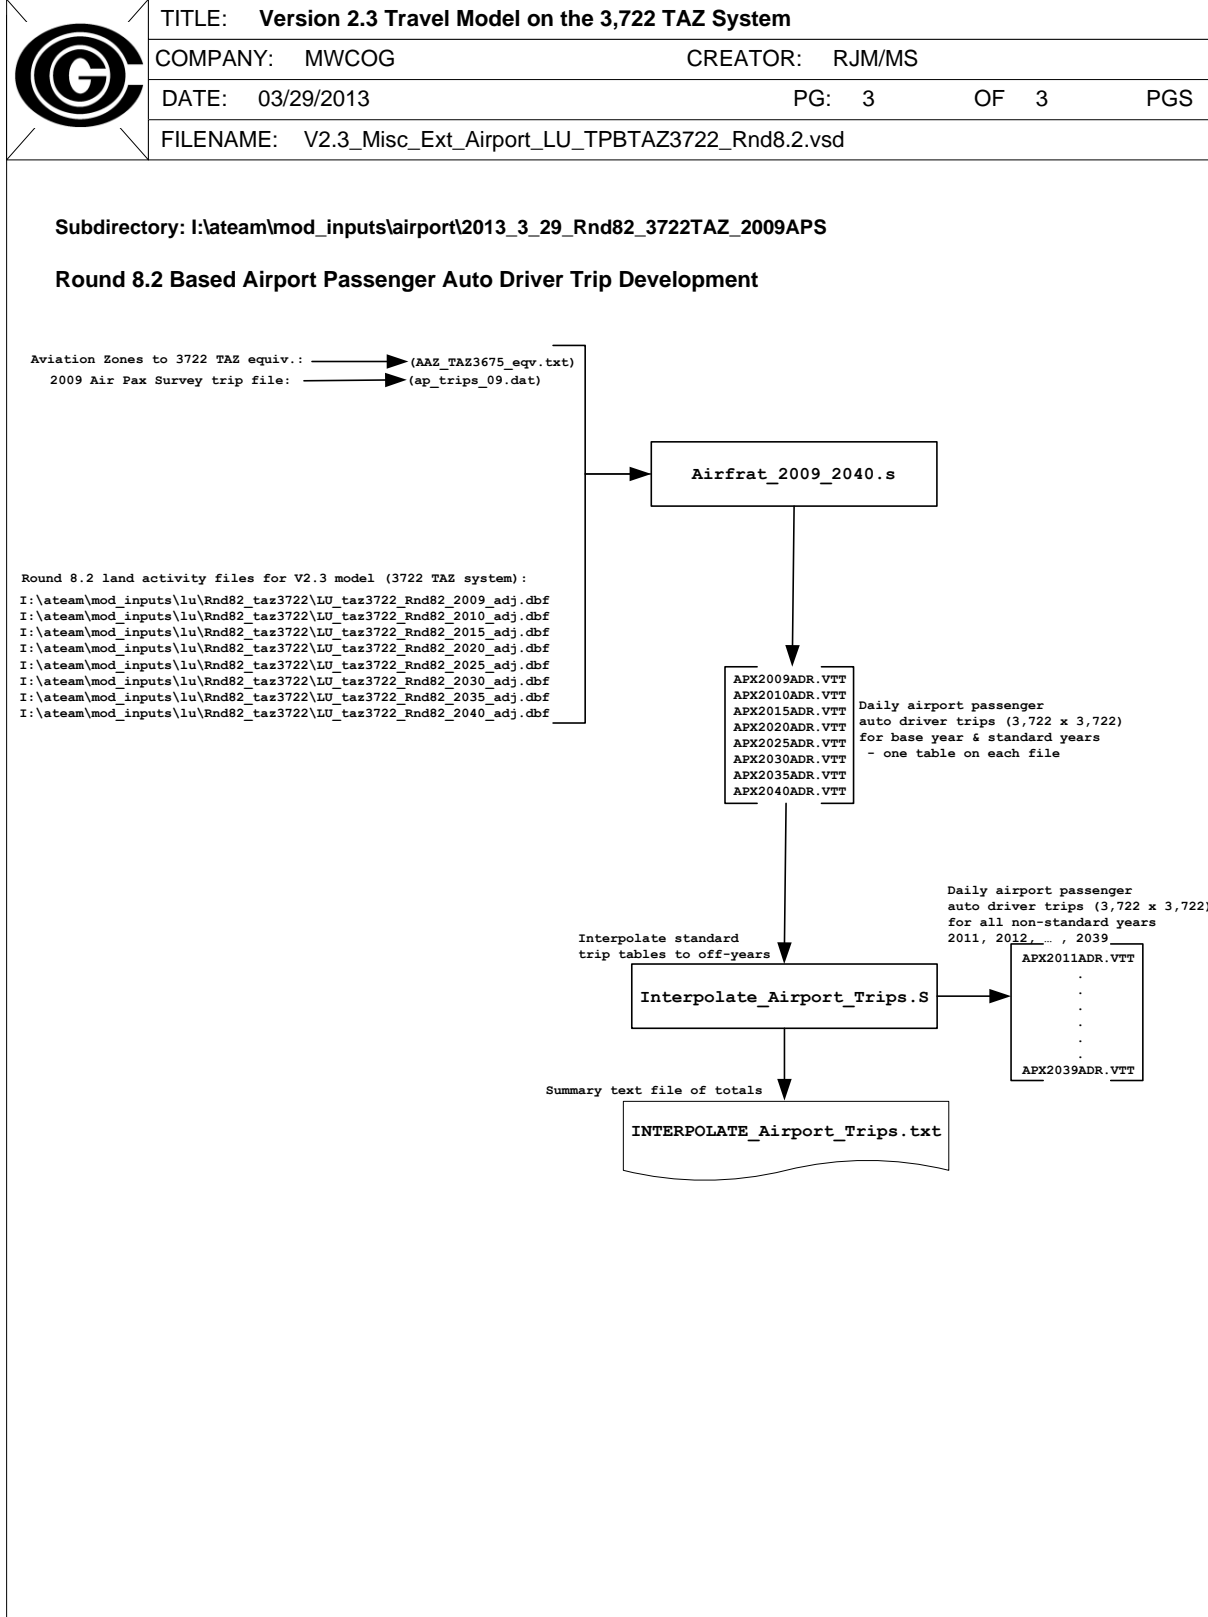 TITLE: Version 2.3 Travel Model on the 3,722 TAZ System
COMPANY: MWCOG CREATOR: RJM/MS
DATE: 03/29/2013 PG: 3 OF 3 PGS
FILENAME: V2.3_Misc_Ext_Airport_LU_TPBTAZ3722_Rnd8.2.vsd
Subdirectory: I:\ateam\mod_inputs\airport\2013_3_29_Rnd82_3722TAZ_2009APS
Round 8.2 Based Airport Passenger Auto Driver Trip Development
Aviation Zones to 3722 TAZ equiv.: (AAZ_TAZ3675_eqv.txt)
2009 Air Pax Survey trip file: (ap_trips_09.dat)
Airfrat_2009_2040.s
Round 8.2 land activity files for V2.3 model (3722 TAZ system):
I:\ateam\mod_inputs\lu\Rnd82_taz3722\LU_taz3722_Rnd82_2009_adj.dbf
I:\ateam\mod_inputs\lu\Rnd82_taz3722\LU_taz3722_Rnd82_2010_adj.dbf
I:\ateam\mod_inputs\lu\Rnd82_taz3722\LU_taz3722_Rnd82_2015_adj.dbf
I:\ateam\mod_inputs\lu\Rnd82_taz3722\LU_taz3722_Rnd82_2020_adj.dbf
I:\ateam\mod_inputs\lu\Rnd82_taz3722\LU_taz3722_Rnd82_2025_adj.dbf
I:\ateam\mod_inputs\lu\Rnd82_taz3722\LU_taz3722_Rnd82_2030_adj.dbf
I:\ateam\mod_inputs\lu\Rnd82_taz3722\LU_taz3722_Rnd82_2035_adj.dbf
I:\ateam\mod_inputs\lu\Rnd82_taz3722\LU_taz3722_Rnd82_2040_adj.dbf
APX2009ADR.VTT
APX2010ADR.VTT
APX2015ADR.VTT
APX2020ADR.VTT
APX2025ADR.VTT
APX2030ADR.VTT
APX2035ADR.VTT
APX2040ADR.VTT
Daily airport passenger
auto driver trips (3,722 x 3,722)
for base year & standard years
- one table on each file
Daily airport passenger
auto driver trips (3,722 x 3,722)
for all non-standard years
2011, 2012, … , 2039
Interpolate standard
trip tables to off-years
Interpolate_Airport_Trips.S
APX2011ADR.VTT
.
.
.
.
.
.
APX2039ADR.VTT
Summary text file of totals
INTERPOLATE_Airport_Trips.txt